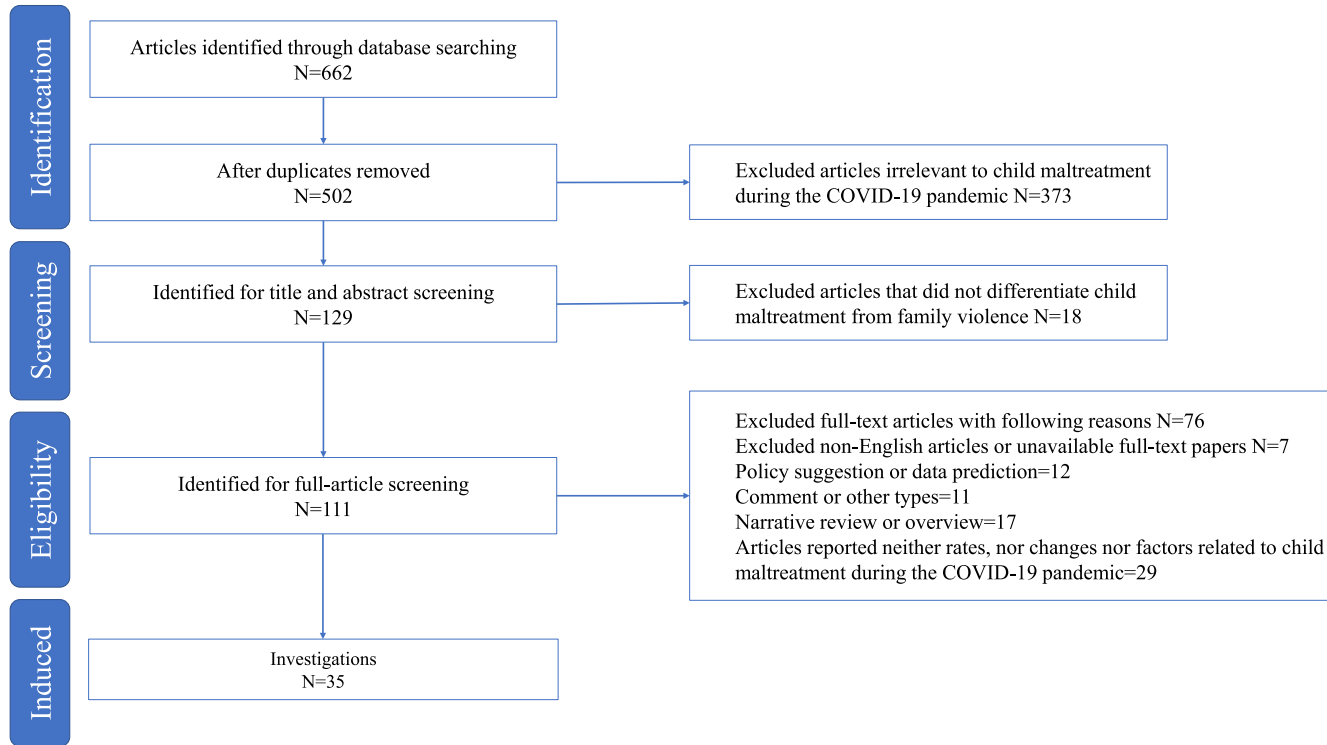 Identification
Articles identified through database searching
N=662
After duplicates removed
N=502
Excluded articles irrelevant to child maltreatment
during the COVID-19 pandemic N=373
Screening
Identified for title and abstract screening
N=129
Excluded articles that did not differentiate child
maltreatment from family violence N=18
Eligibility
Identified for full-article screening
N=111
Excluded full-text articles with following reasons N=76
Excluded non-English articles or unavailable full-text papers N=7
Policy suggestion or data prediction=12
Comment or other types=11
Narrative review or overview=17
Articles reported neither rates, nor changes nor factors related to child
maltreatment during the COVID-19 pandemic=29
Induced
Investigations
N=35